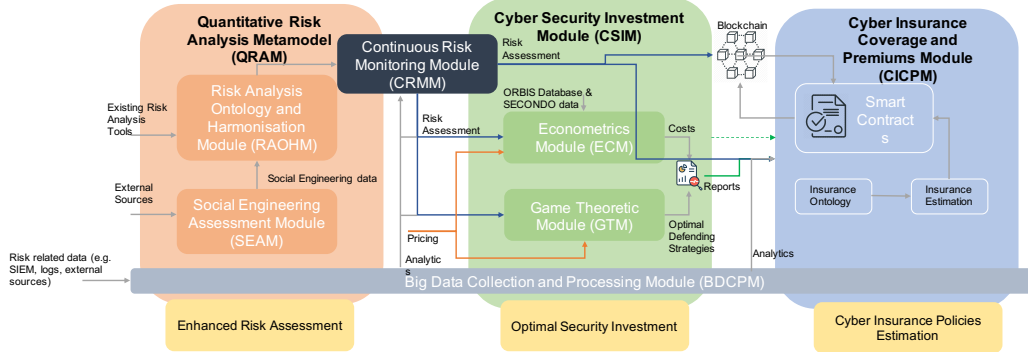 Quantitative Risk
Analysis Metamodel
(QRAM)
Cyber Security Investment
Module (CSIM)
Blockchain
Cyber Insurance
Coverage and
Premiums Module
(CICPM)
Continuous Risk
Monitoring Module
(CRMM)
Risk
Assessment
Existing Risk
Analysis
Tools
Risk Analysis
Ontology and
Harmonisation
Module (RAOHM)
Risk
Assessment
ORBIS Database &
SECONDO data
Econometrics
Module (ECM)
Costs
Smart
Contract
s
Social Engineering data
Reports
External
Sources
Social Engineering
Assessment Module
(SEAM)
Game Theoretic
Module (GTM)
Optimal
Defending
Strategies
Insurance
Ontology
Insurance
Estimation
Pricing
Analytic
s
Analytics
Risk related data (e.g.
SIEM, logs, external
sources)
Big Data Collection and Processing Module (BDCPM)
Enhanced Risk Assessment
Optimal Security Investment
Cyber Insurance Policies
Estimation